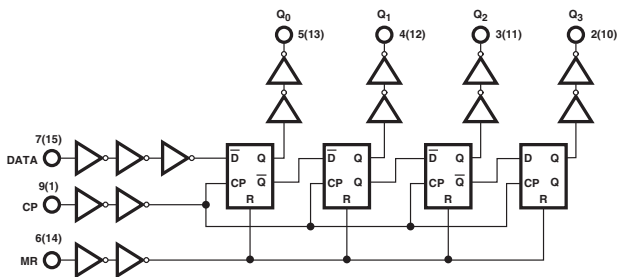 Q0 Q1 Q2 Q3
5(13) 4(12) 3(11) 2(10)
7(15)
DATA
D̅ Q D̅ Q D̅ Q D Q
9(1)
CP
CP Q̅ CP Q CP Q̅ CP Q
R R R R
6(14)
MR